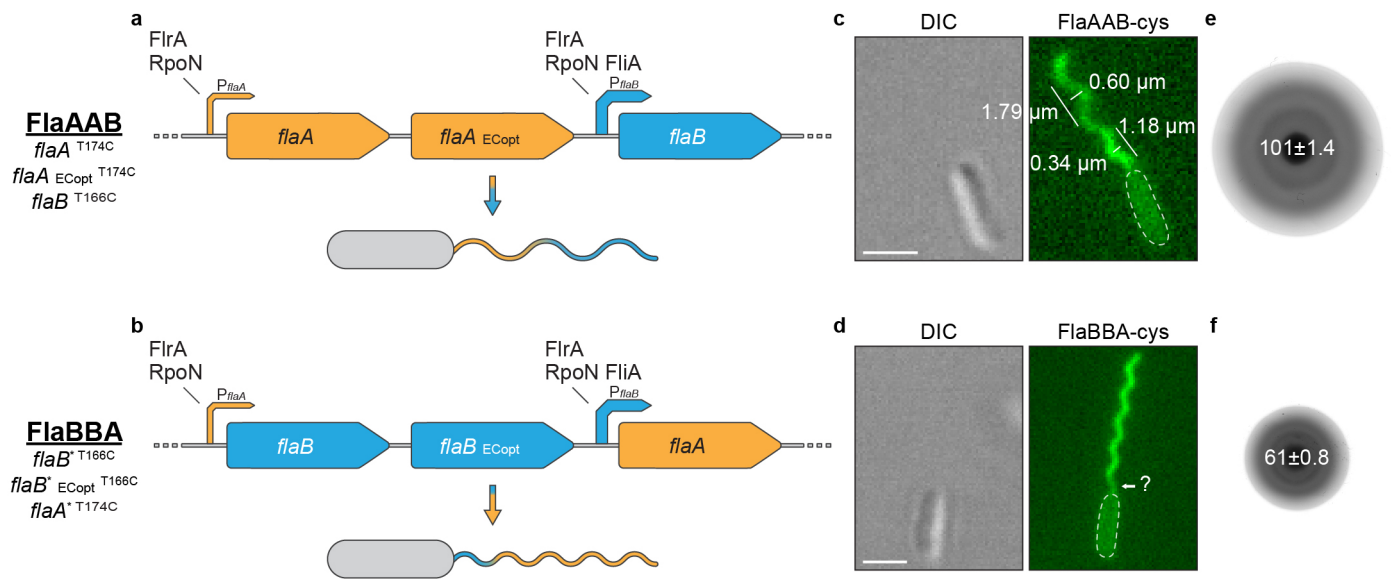 a
FlrA
RpoN
PflaA
FlrA
RpoN FliA
PflaB
FlaAAB
flaA T174C
flaA ECopt T174C
flaB T166C
flaA
flaA ECopt
flaB
c
DIC
FlaAAB-cys
0.60 µm
1.79 µm
1.18 µm
0.34 µm
e
101±1.4
b
FlrA
RpoN
PflaA
FlrA
RpoN FliA
PflaB
FlaBBA
flaB* T166C
flaB* ECopt T166C
flaA* T174C
flaB
flaB ECopt
flaA
d
DIC
FlaBBA-cys
?
f
61±0.8